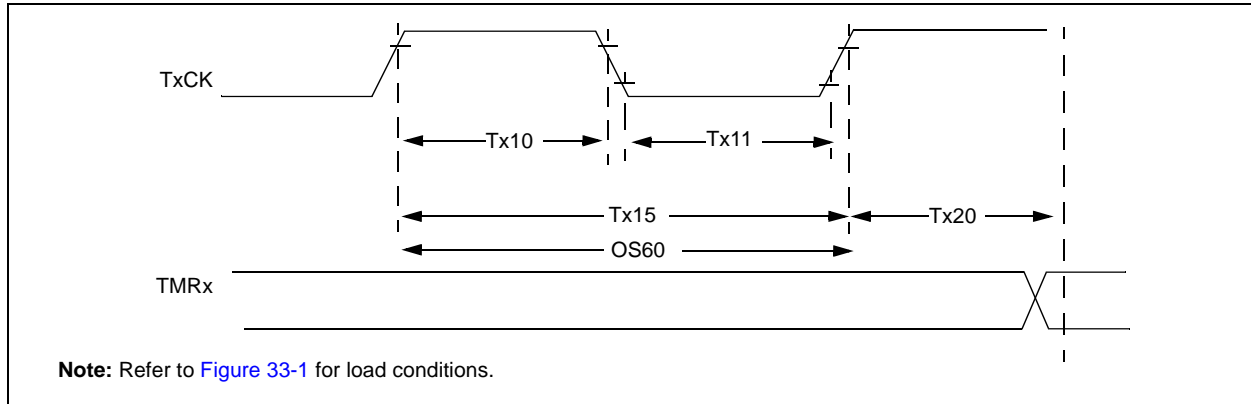 TxCK
Tx10
Tx11
Tx15
Tx20
OS60
TMRx
Note: Refer to Figure 33-1 for load conditions.